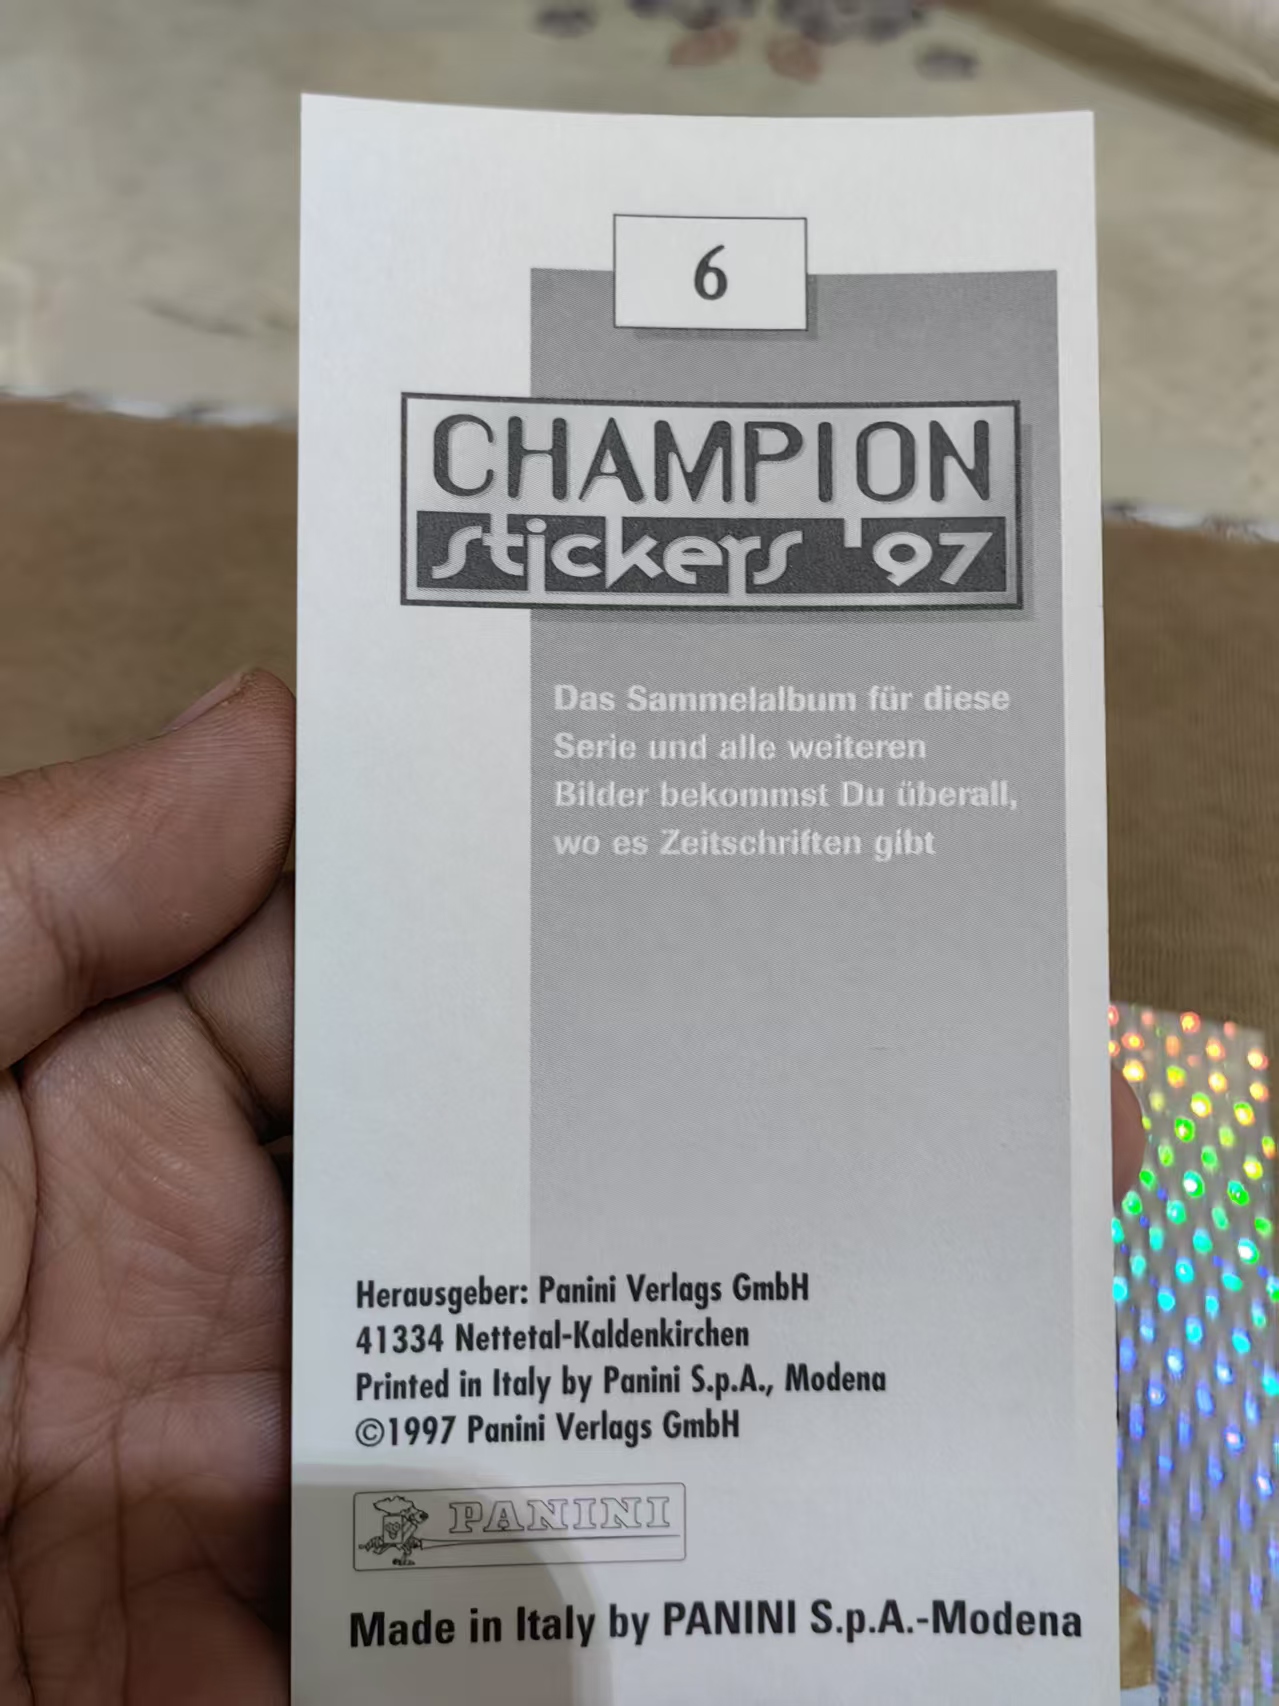 6
CHAMPION
stickers '97
Das Sammelalbum für diese
Serie und alle weiteren
Bilder bekommst Du überall,
wo es Zeitschriften gibt
Herausgeber: Panini Verlags GmbH
41334 Nettetal-Kaldenkirchen
Printed in Italy by Panini S.p.A., Modena
©1997 Panini Verlags GmbH
PANINI
Made in Italy by PANINI S.p.A.-Modena